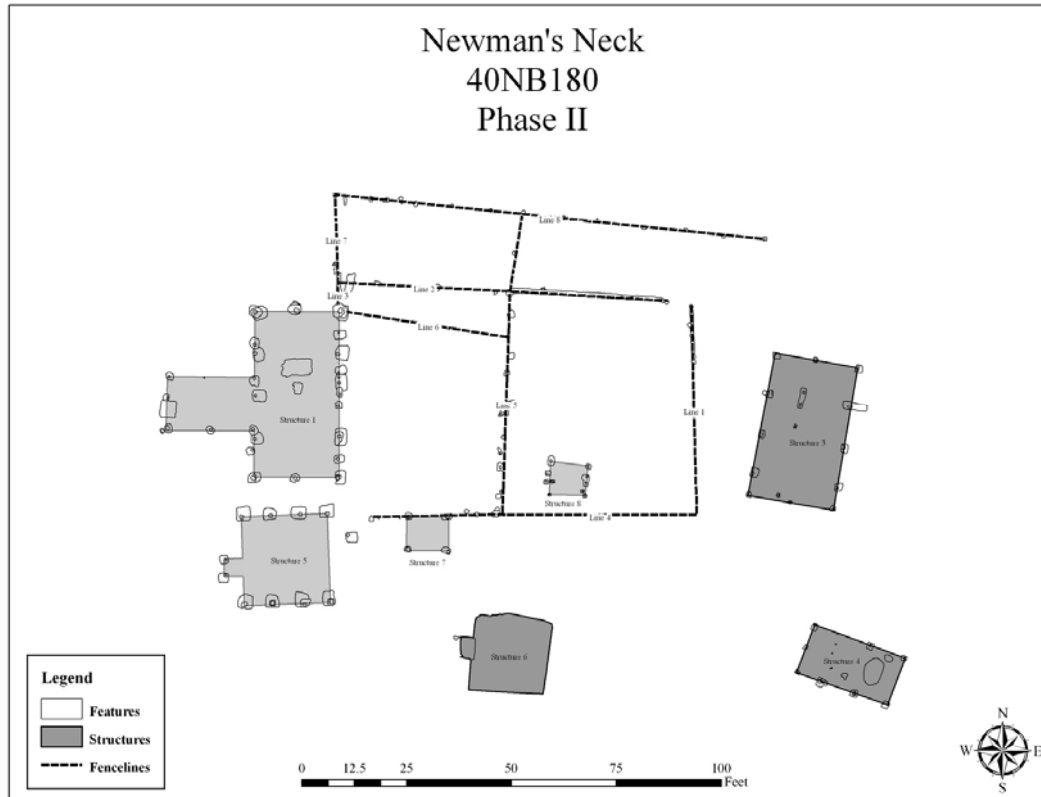 Newman's Neck
40NB180
Phase II
Line 8
Line 7
Line 2
Line 3
Line 6
Line 5
Line 1
Structure 1
Structure 3
Structure 8
Line 4
Structure 5
Structure 7
Structure 6
Structure 4
Legend
Features
Structures
Fencelines
0 12.5 25 50 75 100
Feet
N
W E
S